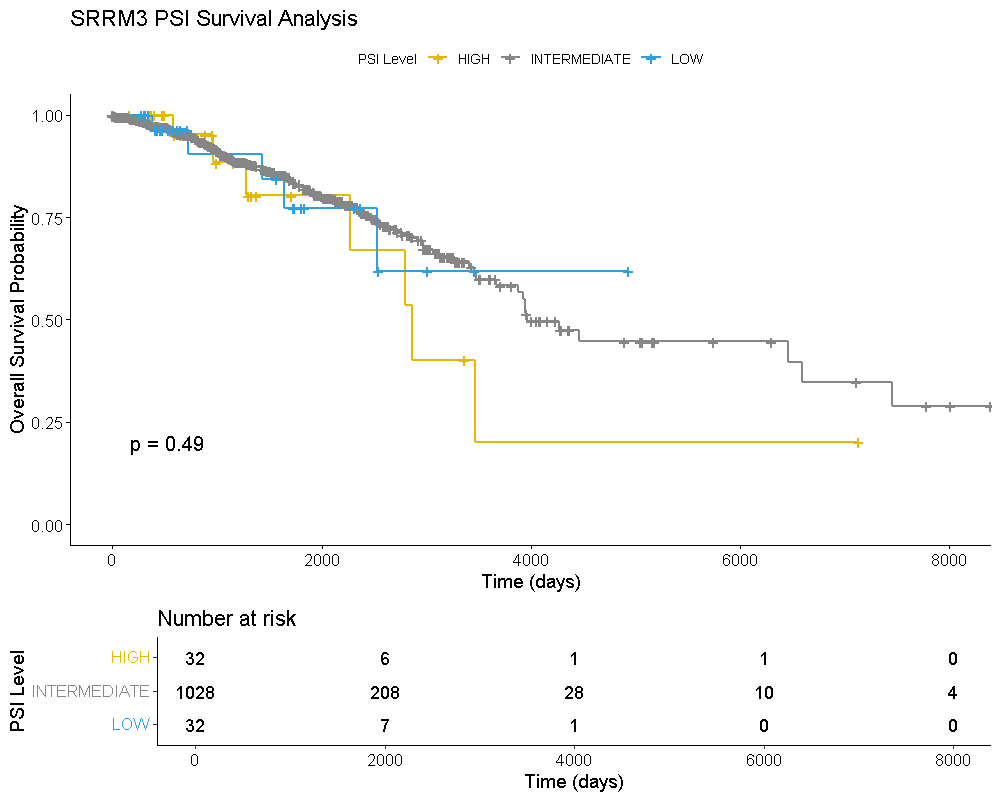 SRRM3 PSI Survival Analysis
PSI Level HIGH INTERMEDIATE LOW
Overall Survival Probability
1.00
0.75
0.50
0.25
0.00
p = 0.49
0 2000 4000 6000 8000
Time (days)
Number at risk
PSI Level
HIGH 32 6 1 1 0
INTERMEDIATE 1028 208 28 10 4
LOW 32 7 1 0 0
0 2000 4000 6000 8000
Time (days)